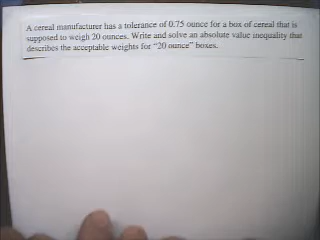 A cereal manufacturer has a tolerance of 0.75 ounce for a box of cereal that is
supposed to weigh 20 ounces. Write and solve an absolute value inequality that
describes the acceptable weights for "20 ounce" boxes.